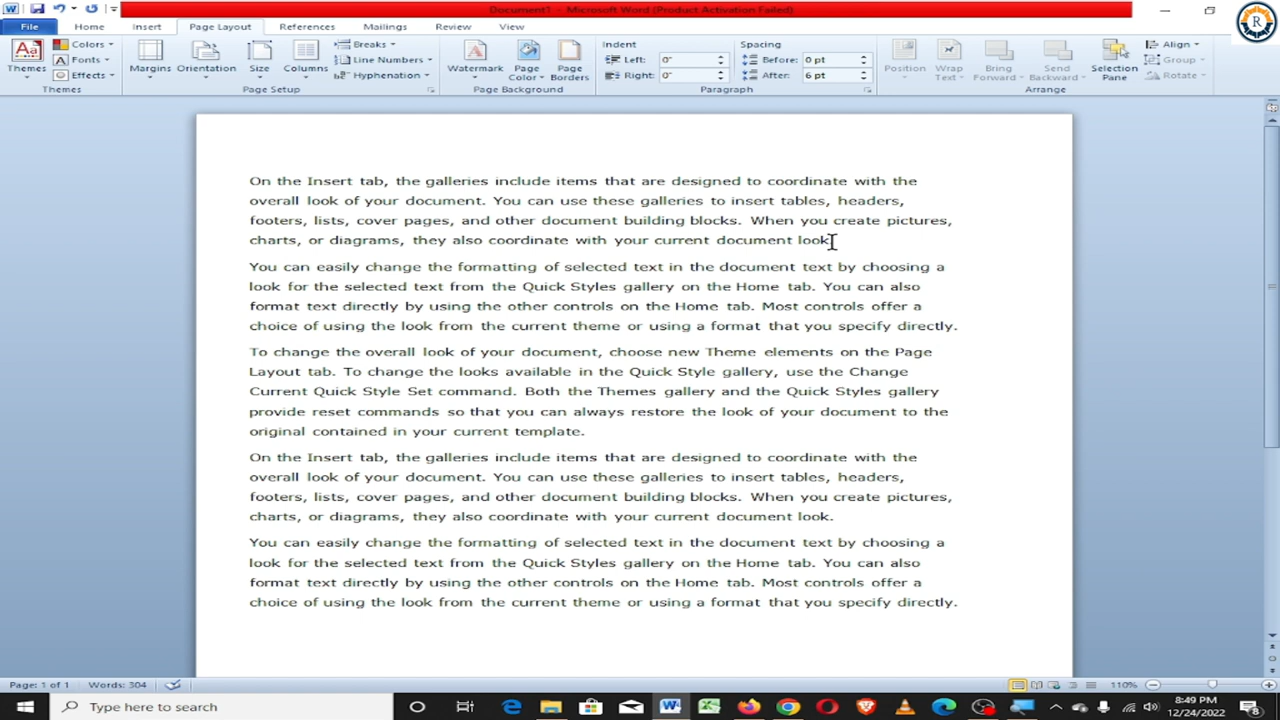 Document1 - Microsoft Word (Product Activation Failed)
File Home Insert Page Layout References Mailings Review View
Themes Colors Fonts Effects
Margins Orientation Size Columns Breaks Line Numbers Hyphenation
Watermark Page Color Page Borders
Indent Left: 0" Right: 0"
Spacing Before: 0 pt After: 6 pt
Position Wrap Text Bring Forward Send Backward Selection Pane Align Group Rotate
Themes Page Setup Page Background Paragraph Arrange
R
On the Insert tab, the galleries include items that are designed to coordinate with the
overall look of your document. You can use these galleries to insert tables, headers,
footers, lists, cover pages, and other document building blocks. When you create pictures,
charts, or diagrams, they also coordinate with your current document look.
You can easily change the formatting of selected text in the document text by choosing a
look for the selected text from the Quick Styles gallery on the Home tab. You can also
format text directly by using the other controls on the Home tab. Most controls offer a
choice of using the look from the current theme or using a format that you specify directly.
To change the overall look of your document, choose new Theme elements on the Page
Layout tab. To change the looks available in the Quick Style gallery, use the Change
Current Quick Style Set command. Both the Themes gallery and the Quick Styles gallery
provide reset commands so that you can always restore the look of your document to the
original contained in your current template.
On the Insert tab, the galleries include items that are designed to coordinate with the
overall look of your document. You can use these galleries to insert tables, headers,
footers, lists, cover pages, and other document building blocks. When you create pictures,
charts, or diagrams, they also coordinate with your current document look.
You can easily change the formatting of selected text in the document text by choosing a
look for the selected text from the Quick Styles gallery on the Home tab. You can also
format text directly by using the other controls on the Home tab. Most controls offer a
choice of using the look from the current theme or using a format that you specify directly.
Page: 1 of 1 Words: 304 110%
Type here to search
8:49 PM
12/24/2022
8